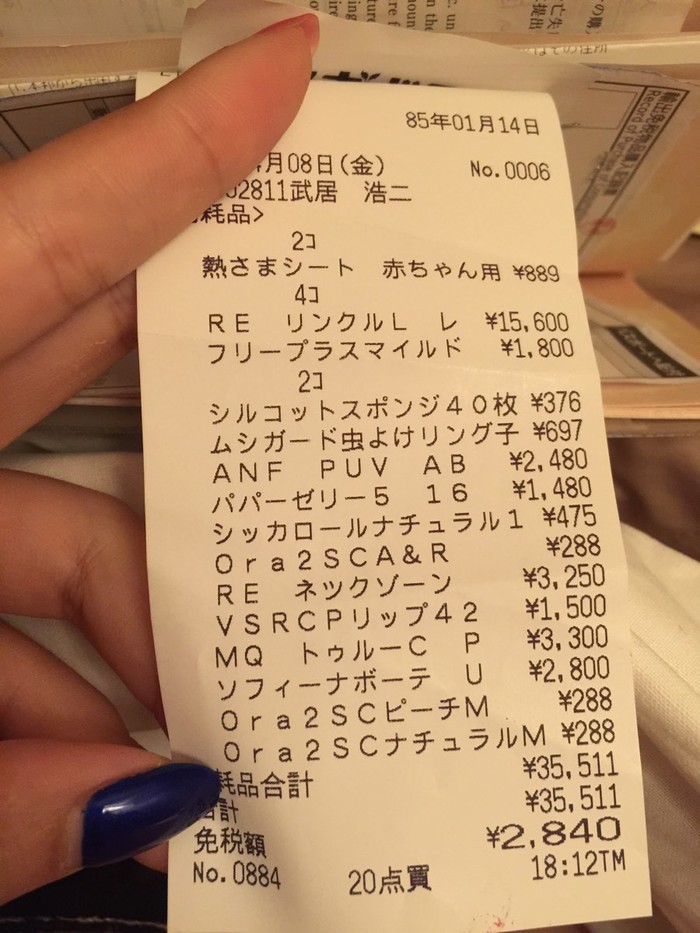 85年01月14日
月08日(金) No.0006
2811武居 浩二
耗品>
2コ
熱さまシート 赤ちゃん用 ¥889
4コ
RE リンクルL レ ¥15,600
フリープラスマイルド ¥1,800
2コ
シルコットスポンジ40枚 ¥376
ムシガード虫よけリング子 ¥697
ANF PUV AB ¥2,480
パパーゼリー5 16 ¥1,480
シッカロールナチュラル1 ¥475
Ora2SCA&R ¥288
RE ネックゾーン ¥3,250
VSRCPリップ42 ¥1,500
MQ トゥルーC P ¥3,300
ソフィーナボーテ U ¥2,800
Ora2SCピーチM ¥288
Ora2SCナチュラルM ¥288
耗品合計 ¥35,511
合計 ¥35,511
免税額 ¥2,840
No.0884 20点買 18:12TM